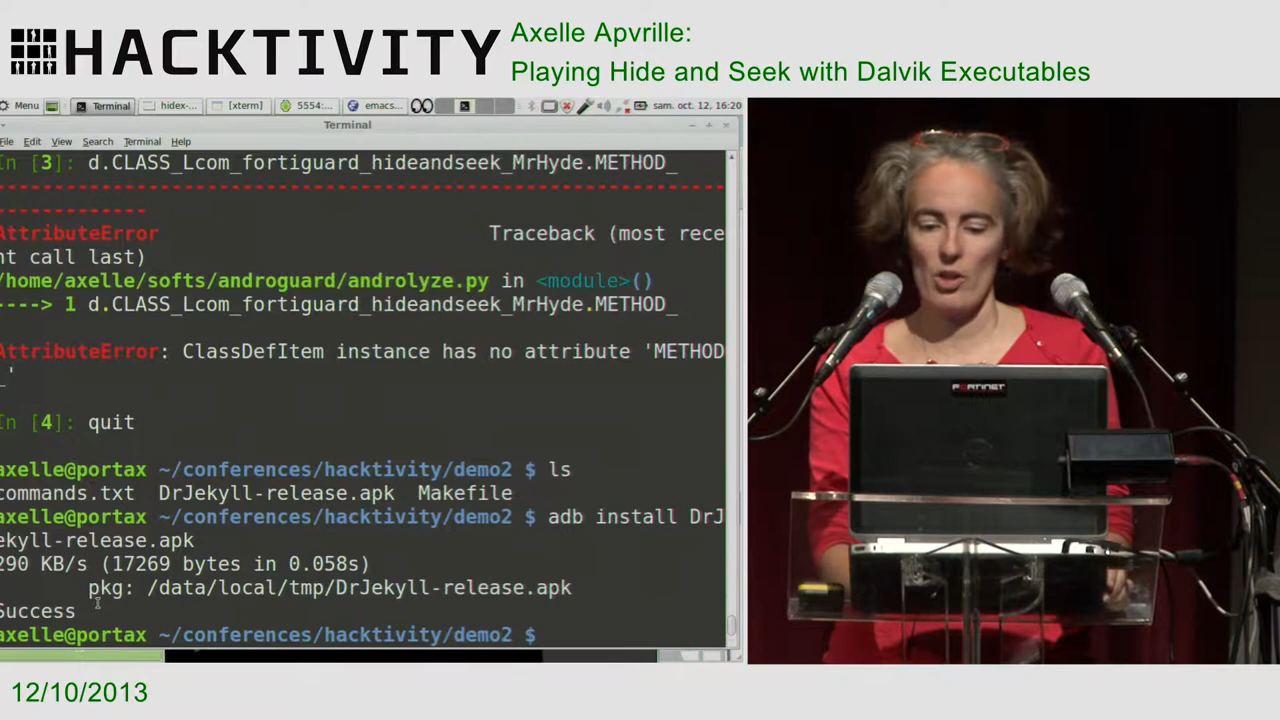 HACKTIVITY
Axelle Apvrille:
Playing Hide and Seek with Dalvik Executables
Menu Terminal hidex-... [xterm] 5554:... emacs... sam. oct. 12, 16:20
Terminal
File Edit View Search Terminal Help
In [3]: d.CLASS_Lcom_fortiguard_hideandseek_MrHyde.METHOD_
---------------------------------------------------------------
-------------
AttributeError Traceback (most rece
nt call last)
/home/axelle/softs/androguard/androlyze.py in <module>()
----> 1 d.CLASS_Lcom_fortiguard_hideandseek_MrHyde.METHOD_
AttributeError: ClassDefItem instance has no attribute 'METHOD
_'
In [4]: quit
axelle@portax ~/conferences/hacktivity/demo2 $ ls
commands.txt DrJekyll-release.apk Makefile
axelle@portax ~/conferences/hacktivity/demo2 $ adb install DrJ
ekyll-release.apk
290 KB/s (17269 bytes in 0.058s)
pkg: /data/local/tmp/DrJekyll-release.apk
Success
axelle@portax ~/conferences/hacktivity/demo2 $
FORTINET
12/10/2013